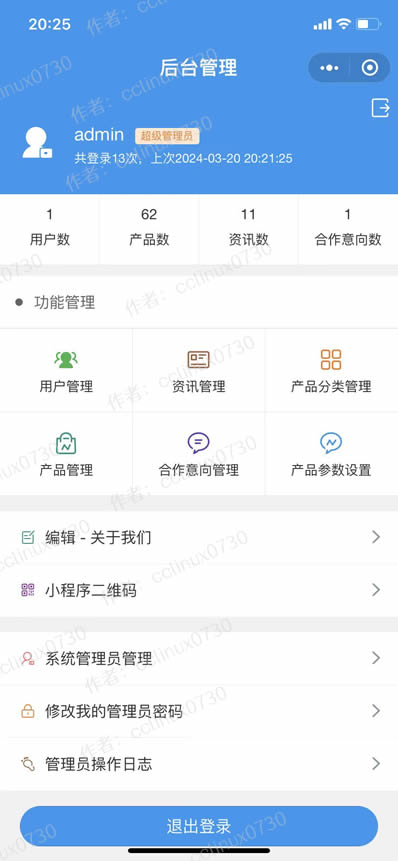 20:25
后台管理
admin 超级管理员
共登录13次，上次2024-03-20 20:21:25
1 62 11 1
用户数 产品数 资讯数 合作意向数
功能管理
用户管理 资讯管理 产品分类管理
产品管理 合作意向管理 产品参数设置
编辑 - 关于我们
小程序二维码
系统管理员管理
修改我的管理员密码
管理员操作日志
退出登录
作者：cclinux0730